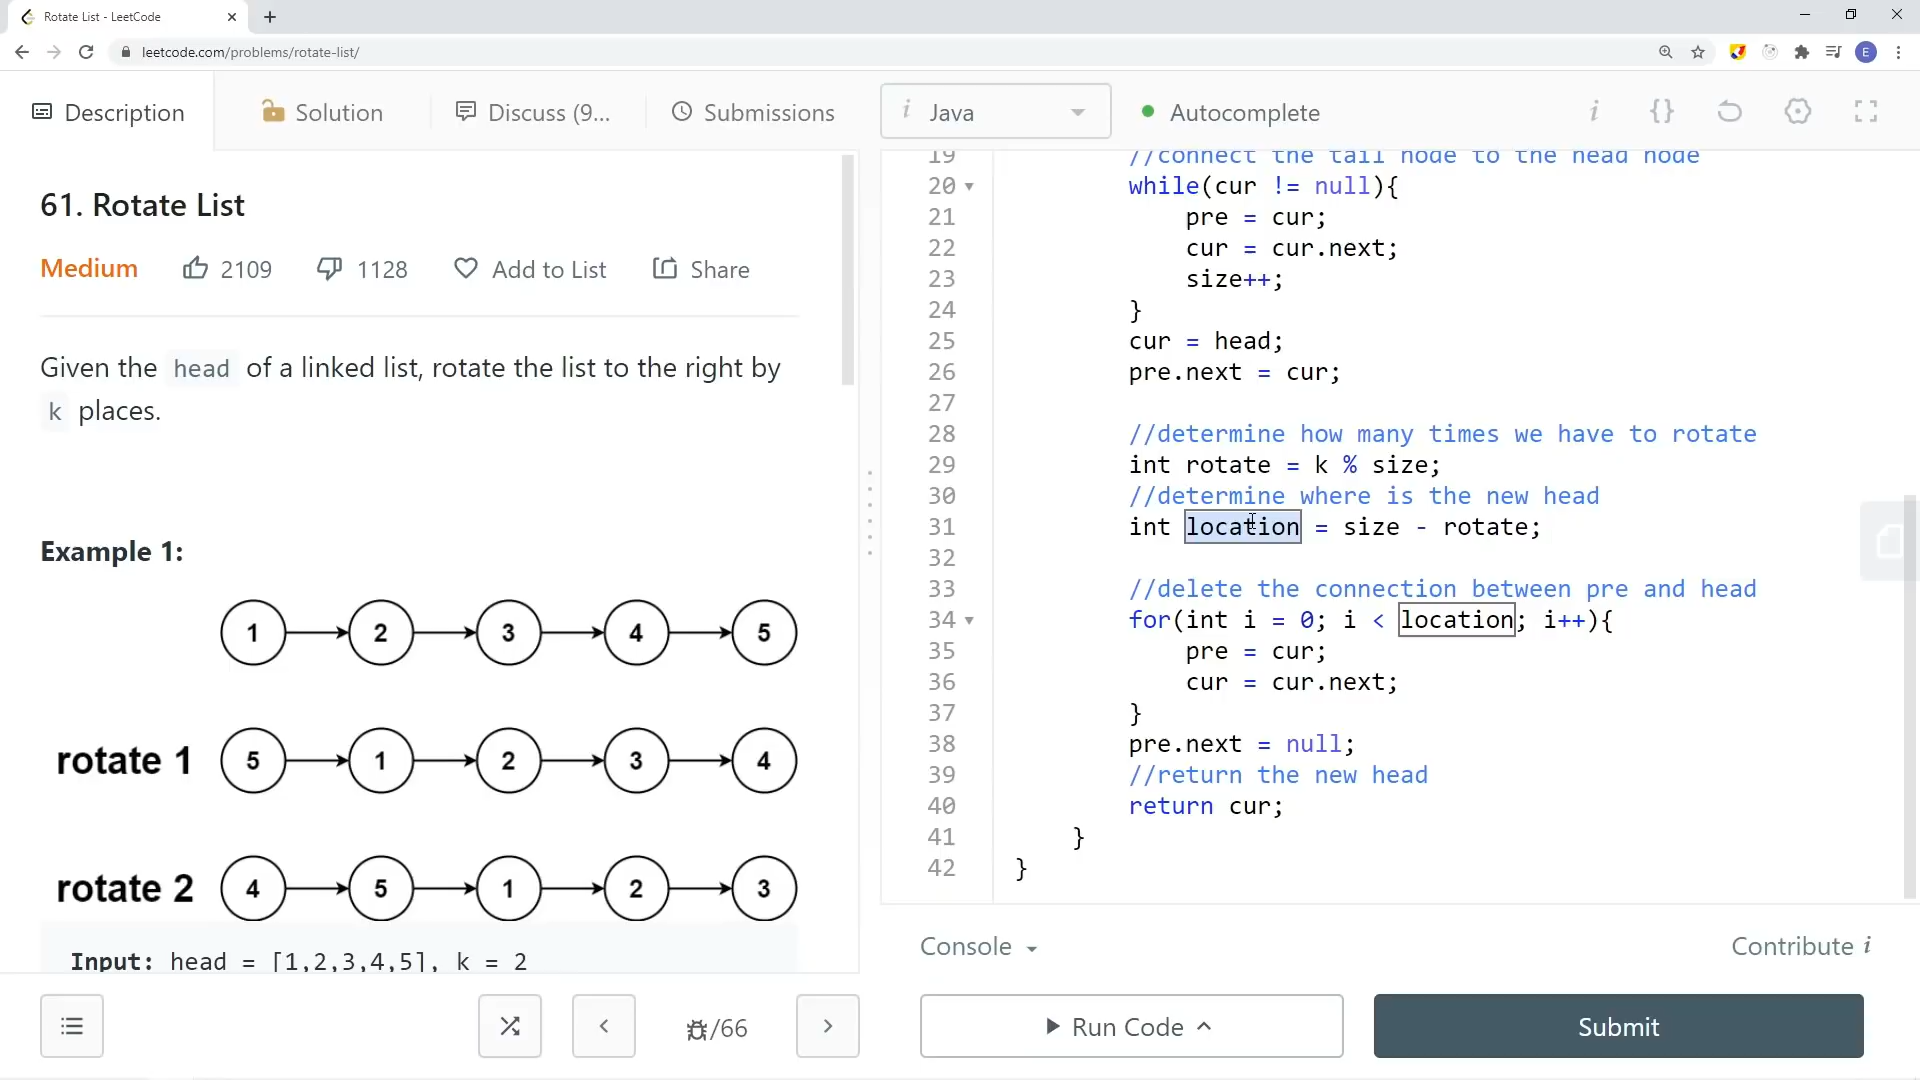 Rotate List - LeetCode
leetcode.com/problems/rotate-list/
E
Description
Solution
Discuss (9...
Submissions
i Java
Autocomplete
i {}
61. Rotate List
Medium 2109 1128 Add to List Share
Given the head of a linked list, rotate the list to the right by
k places.
Example 1:
1 2 3 4 5
rotate 1 5 1 2 3 4
rotate 2 4 5 1 2 3
Input: head = [1,2,3,4,5], k = 2
/66
19 //connect the tail node to the head node
20 while(cur != null){
21 pre = cur;
22 cur = cur.next;
23 size++;
24 }
25 cur = head;
26 pre.next = cur;
27
28 //determine how many times we have to rotate
29 int rotate = k % size;
30 //determine where is the new head
31 int location = size - rotate;
32
33 //delete the connection between pre and head
34 for(int i = 0; i < location; i++){
35 pre = cur;
36 cur = cur.next;
37 }
38 pre.next = null;
39 //return the new head
40 return cur;
41 }
42 }
Console
Contribute i
Run Code
Submit